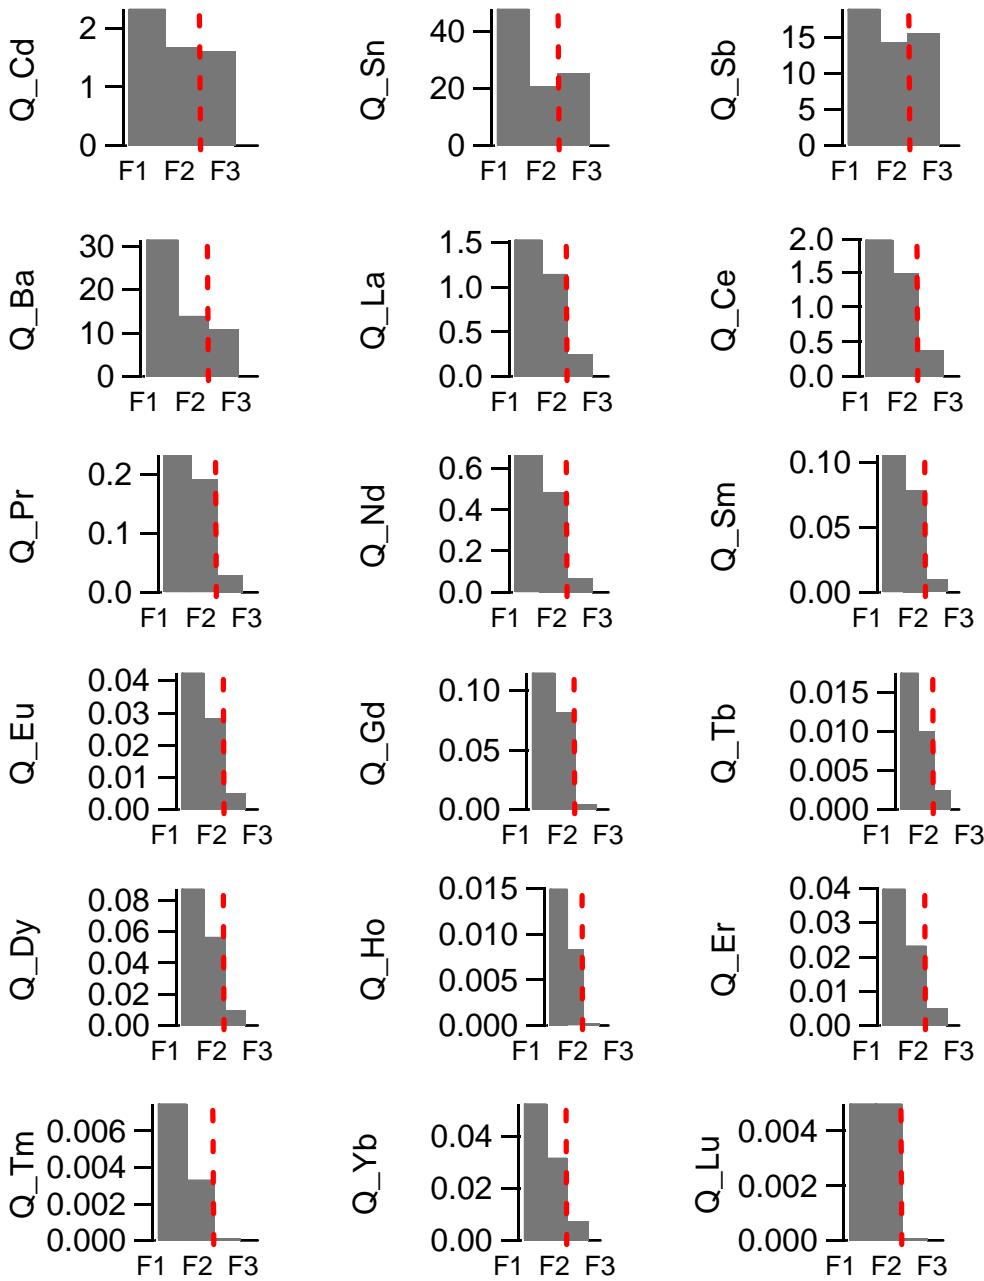 Q_Cd
2
1
0
F1 F2 F3
Q_Sn
40
20
0
F1 F2 F3
Q_Sb
15
10
5
0
F1 F2 F3
Q_Ba
30
20
10
0
F1 F2 F3
Q_La
1.5
1.0
0.5
0.0
F1 F2 F3
Q_Ce
2.0
1.5
1.0
0.5
0.0
F1 F2 F3
Q_Pr
0.2
0.1
0.0
F1 F2 F3
Q_Nd
0.6
0.4
0.2
0.0
F1 F2 F3
Q_Sm
0.10
0.05
0.00
F1 F2 F3
Q_Eu
0.04
0.03
0.02
0.01
0.00
F1 F2 F3
Q_Gd
0.10
0.05
0.00
F1 F2 F3
Q_Tb
0.015
0.010
0.005
0.000
F1 F2 F3
Q_Dy
0.08
0.06
0.04
0.02
0.00
F1 F2 F3
Q_Ho
0.015
0.010
0.005
0.000
F1 F2 F3
Q_Er
0.04
0.03
0.02
0.01
0.00
F1 F2 F3
Q_Tm
0.006
0.004
0.002
0.000
F1 F2 F3
Q_Yb
0.04
0.02
0.00
F1 F2 F3
Q_Lu
0.004
0.002
0.000
F1 F2 F3